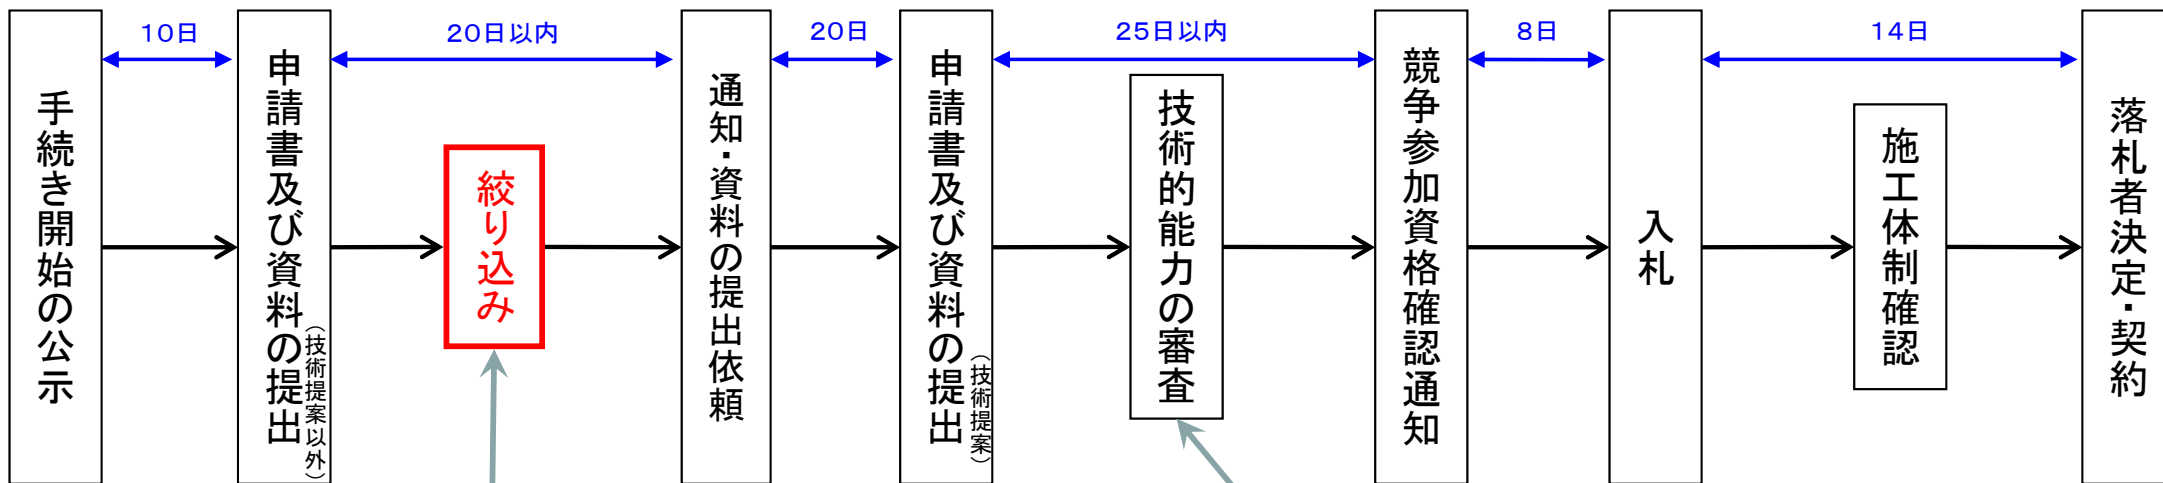 10日
20日以内
20日
25日以内
8日
14日
手続き開始の公示
申請書及び資料の提出
（技術提案以外）
絞り込み
通知・資料の提出依頼
申請書及び資料の提出
（技術提案）
技術的能力の審査
競争参加資格確認通知
入札
施工体制確認
落札者決定・契約